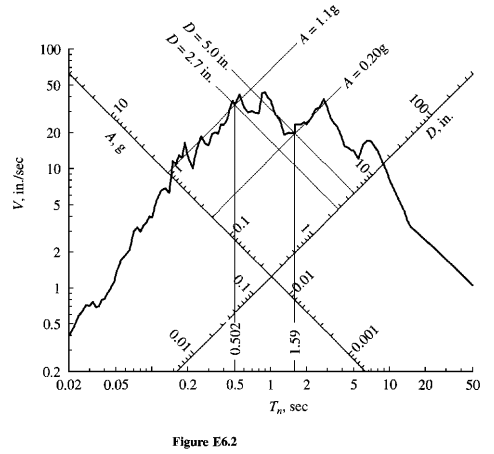 A = 1.1g
D = 5.0 in.
D = 2.7 in.
A = 0.20g
100
50
20
10
5
2
1
0.5
0.2
V, in./sec
10
A, g
1
0.1
0.01
0.001
100
D, in.
10
1
0.1
0.01
0.502
1.59
0.02 0.05 0.2 0.5 1 2 5 10 20 50
Tn, sec
Figure E6.2